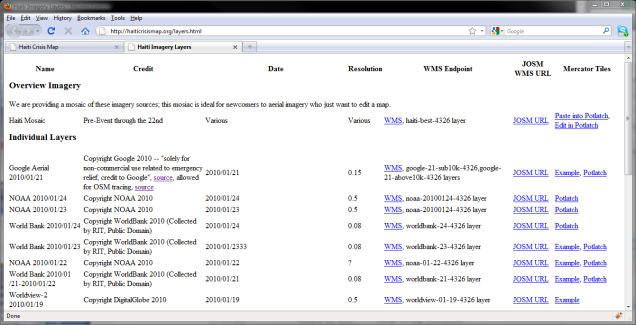 Haiti Imagery Layers
File Edit View History Bookmarks Tools Help
http://haiticrisismap.org/layers.html
Google
Haiti Crisis Map
Haiti Imagery Layers
Name Credit Date Resolution WMS Endpoint JOSM WMS URL Mercator Tiles
Overview Imagery
We are providing a mosaic of these imagery sources; this mosiac is ideal for newcomers to aerial imagery who just want to edit a map.
Haiti Mosaic Pre-Event through the 22nd Various Various WMS, haiti-best-4326 layer JOSM URL Paste into Potlatch,
Edit in Potlatch
Individual Layers
Google Aerial
2010/01/21
Copyright Google 2010 -- "solely for
non-commercial use related to emergency
relief, credit to Google", source, allowed
for OSM tracing, source
2010/01/21 0.15
WMS, google-21-sub10k-4326,google-
21-above10k-4326 layers
JOSM URL Example, Potlatch
NOAA 2010/01/24 Copyright NOAA 2010 2010/01/24 0.5 WMS, noaa-20100124-4326 layer JOSM URL Potlatch
NOAA 2010/01/23 Copyright NOAA 2010 2010/01/23 0.5 WMS, noaa-20100124-4326 layer JOSM URL Potlatch
World Bank 2010/01/24
Copyright WorldBank 2010 (Collected
by RIT, Public Domain)
2010/01/24 0.08 WMS, worldbank-24-4326 layer JOSM URL Potlatch
World Bank 2010/01/23
Copyright WorldBank 2010 (Collected
by RIT, Public Domain)
2010/01/2333 0.08 WMS, worldbank-23-4326 layer JOSM URL Example, Potlatch
NOAA 2010/01/22 Copyright NOAA 2010 2010/01/22 ? WMS, noaa-01-22-4326 layer JOSM URL Example, Potlatch
World Bank 2010/01
/21-2010/01/22
Copyright WorldBank 2010 (Collected
by RIT, Public Domain)
2010/01/21 0.08 WMS, worldbank-21-4326 layer JOSM URL Example, Potlatch
Worldview-2
2010/01/19
Copyright DigitalGlobe 2010 2010/01/19 0.5 WMS, worldview-01-19-4326 layer JOSM URL Example
Done